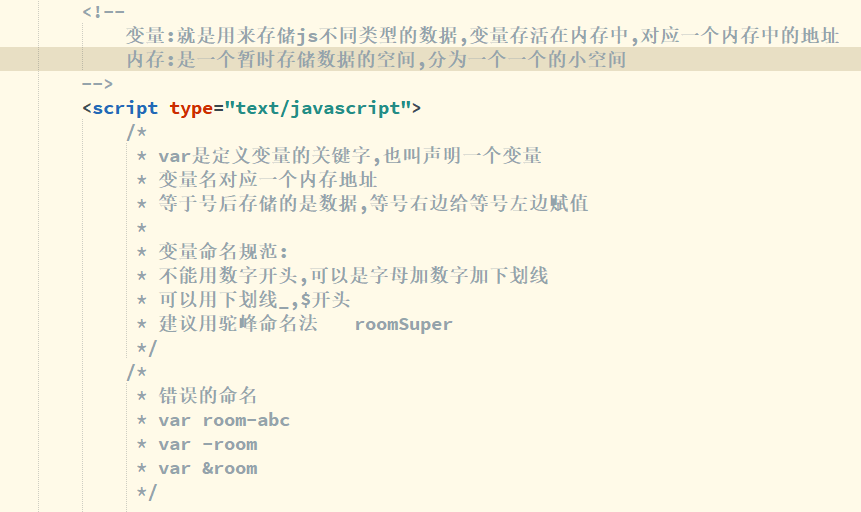 <!--
变量:就是用来存储js不同类型的数据,变量存活在内存中,对应一个内存中的地址
内存:是一个暂时存储数据的空间,分为一个一个的小空间
-->
<script type="text/javascript">
/*
* var是定义变量的关键字,也叫声明一个变量
* 变量名对应一个内存地址
* 等于号后存储的是数据,等号右边给等号左边赋值
*
* 变量命名规范:
* 不能用数字开头,可以是字母加数字加下划线
* 可以用下划线_,$开头
* 建议用驼峰命名法 roomSuper
*/
/*
* 错误的命名
* var room-abc
* var -room
* var &room
*/